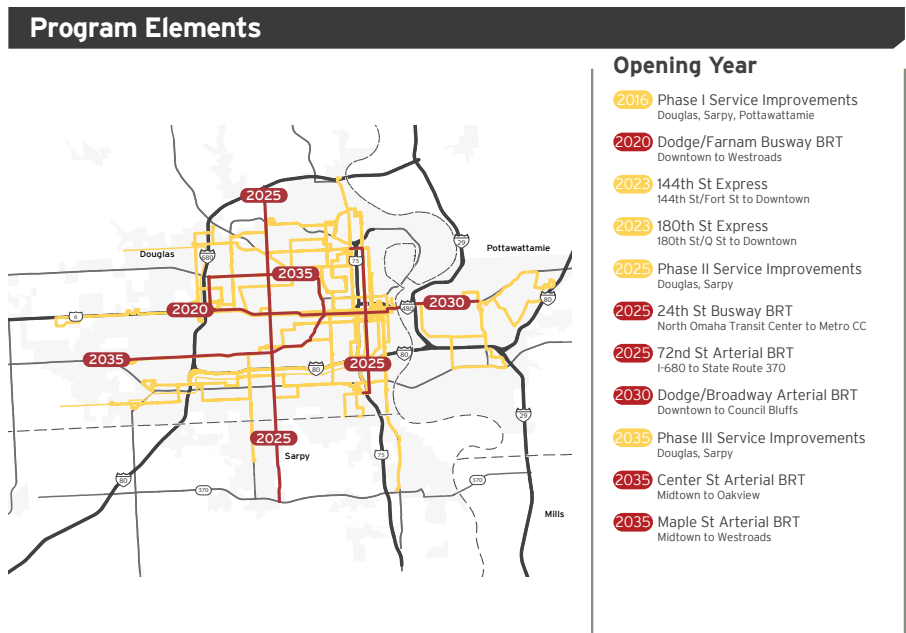 Program Elements
Opening Year
2016 Phase I Service Improvements
Douglas, Sarpy, Pottawattamie
2020 Dodge/Farnam Busway BRT
Downtown to Westroads
2023 144th St Express
144th St/Fort St to Downtown
2023 180th St Express
180th St/Q St to Downtown
2025 Phase II Service Improvements
Douglas, Sarpy
2025 24th St Busway BRT
North Omaha Transit Center to Metro CC
2025 72nd St Arterial BRT
I-680 to State Route 370
2030 Dodge/Broadway Arterial BRT
Downtown to Council Bluffs
2035 Phase III Service Improvements
Douglas, Sarpy
2035 Center St Arterial BRT
Midtown to Oakview
2035 Maple St Arterial BRT
Midtown to Westroads
2025
29
Pottawattamie
Douglas
680
75
2035
80
2030
2020
480
6
80
2035
2025
80
29
2025
Sarpy
75
80
370
370
Mills